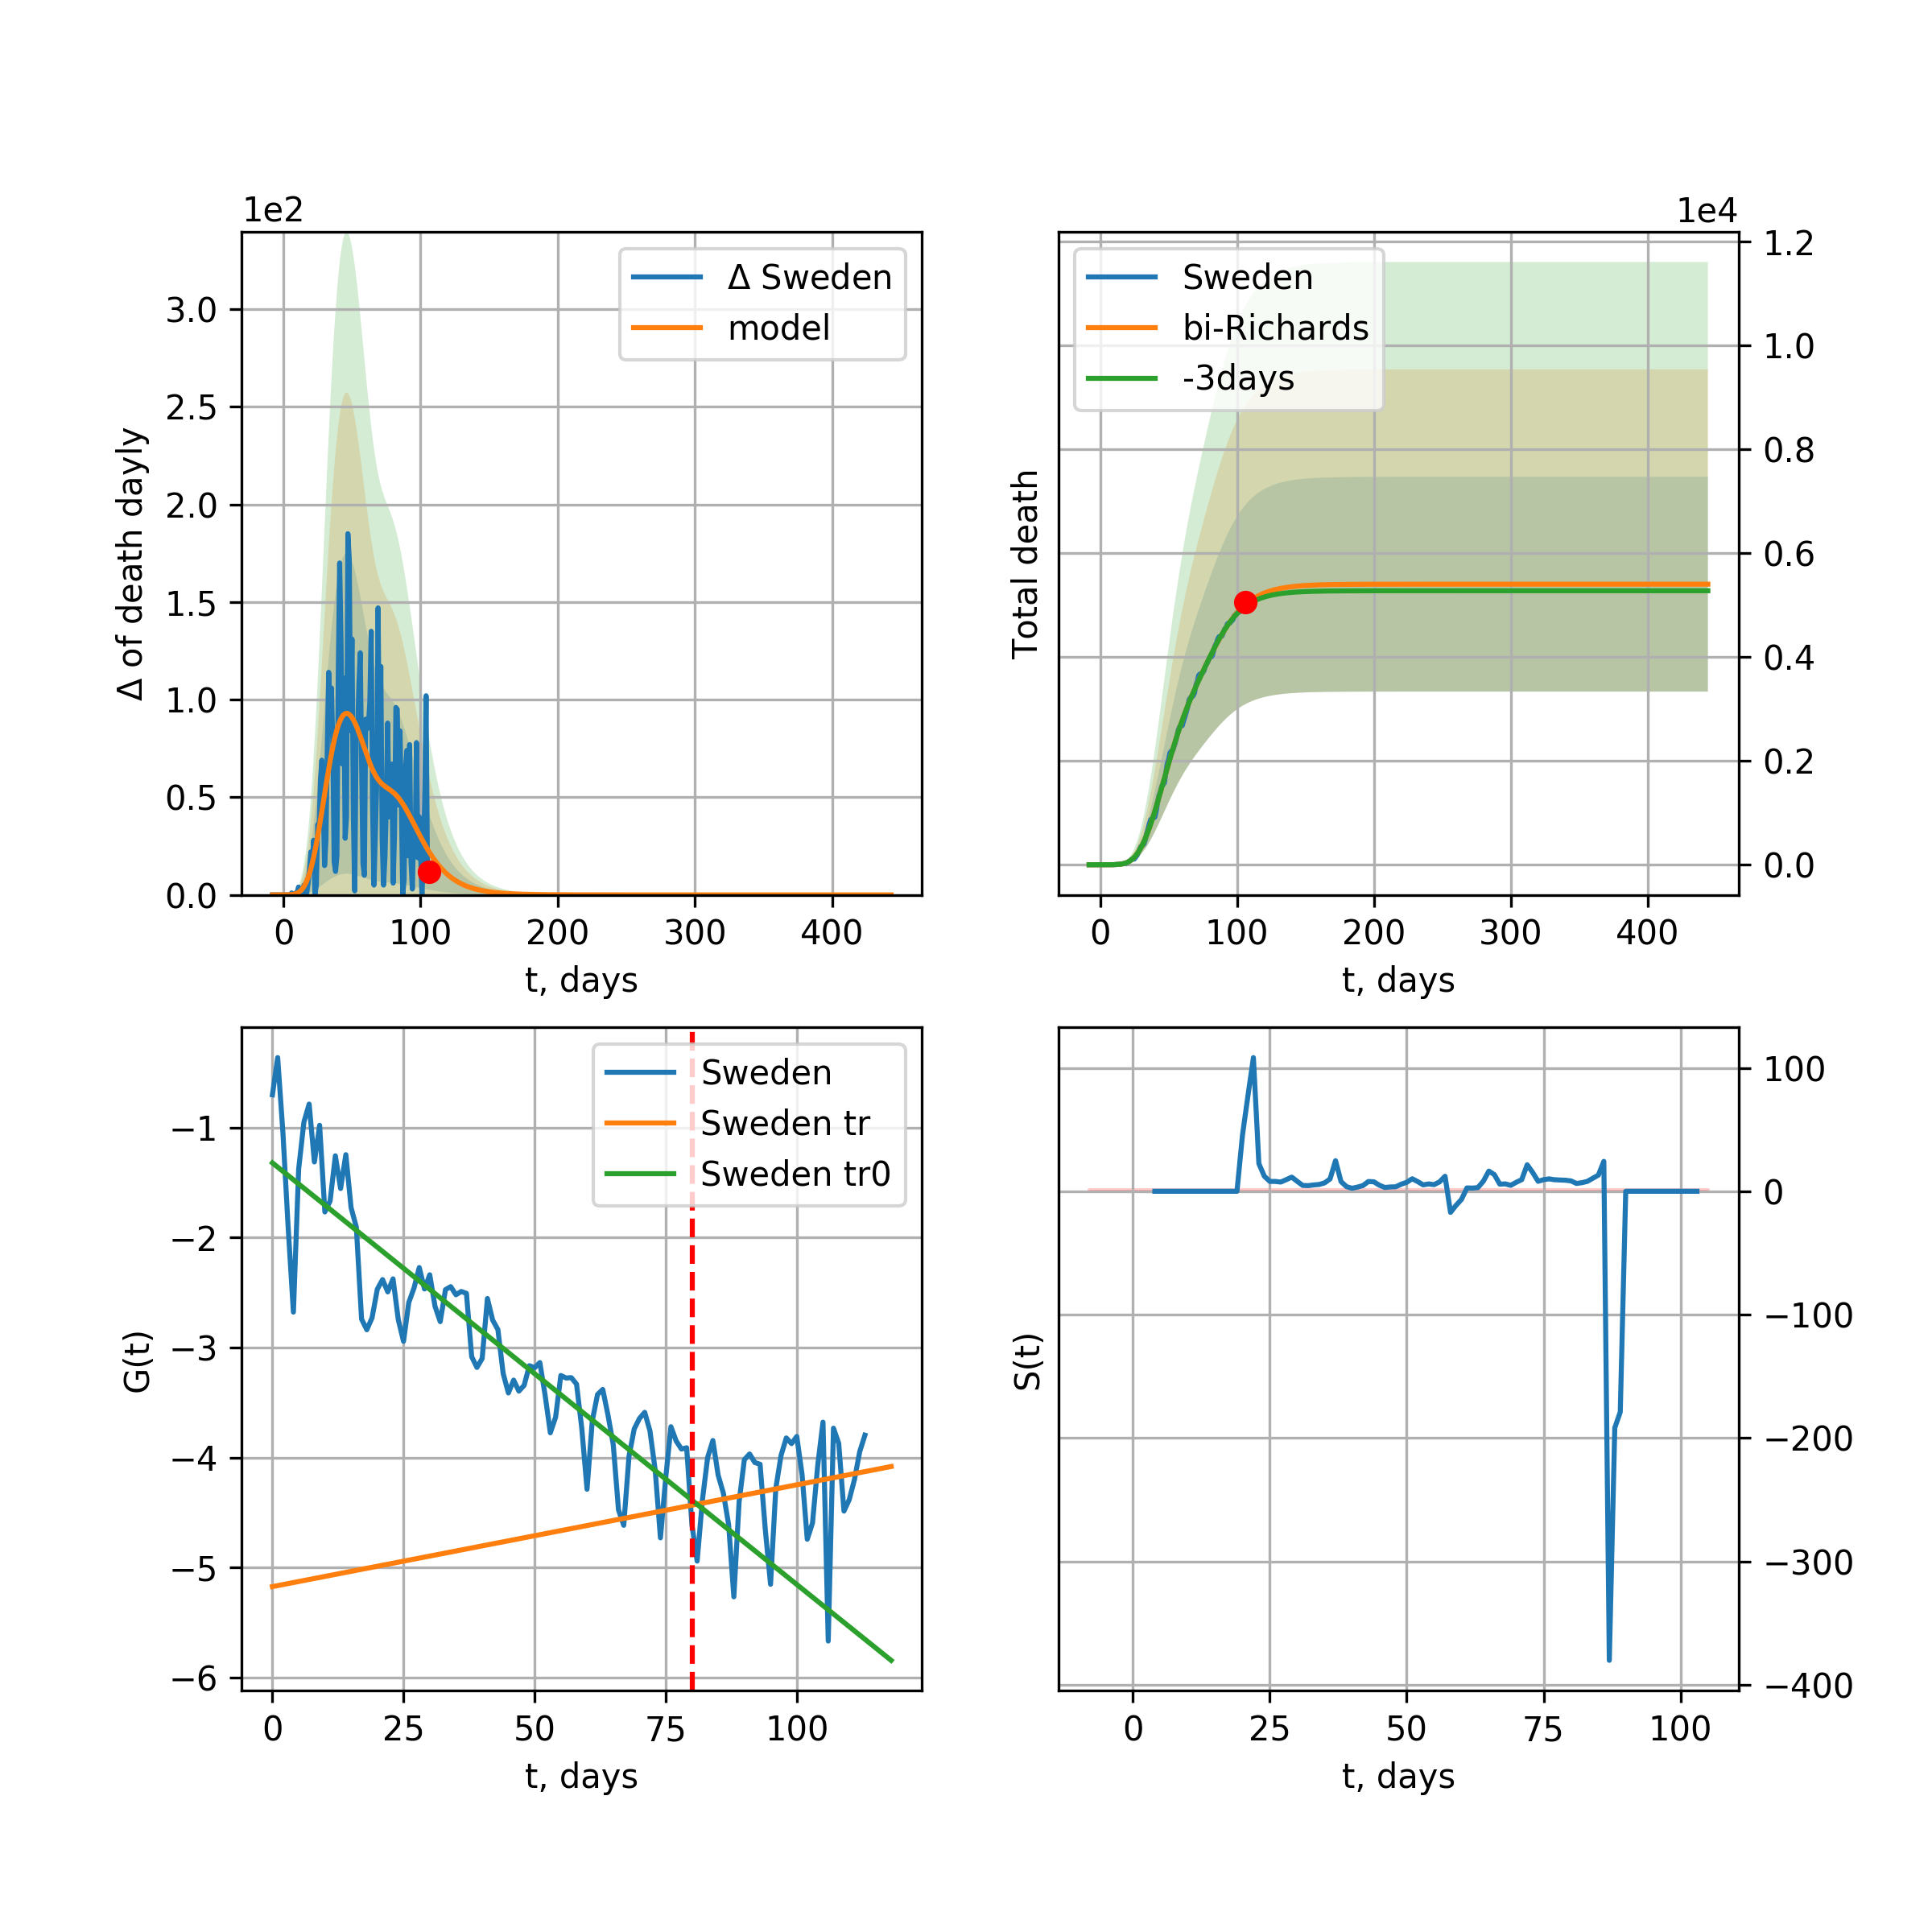 1e2
Δ of death dayly
3.0
2.5
2.0
1.5
1.0
0.5
0.0
Δ Sweden
model
0 100 200 300 400
t, days
1e4
Total death
Sweden
bi-Richards
-3days
1.2
1.0
0.8
0.6
0.4
0.2
0.0
0 100 200 300 400
t, days
G(t)
−1
−2
−3
−4
−5
−6
Sweden
Sweden tr
Sweden tr0
0 25 50 75 100
t, days
S(t)
100
0
−100
−200
−300
−400
0 25 50 75 100
t, days